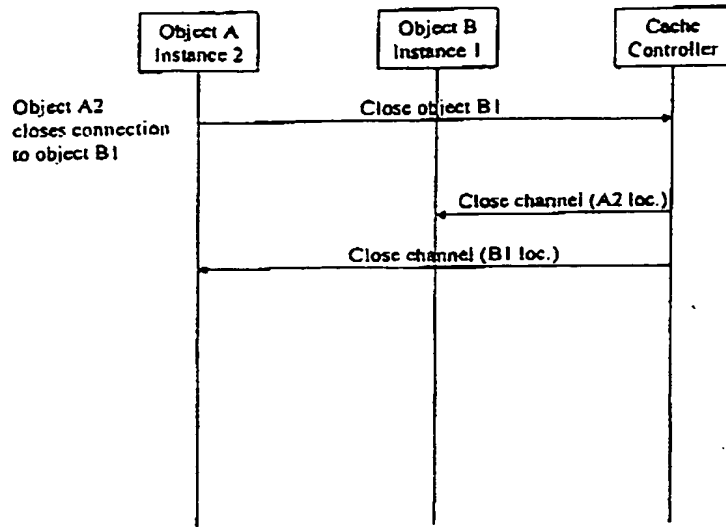 Object A
Instance 2
Object B
Instance 1
Cache
Controller
Object A2
closes connection
to object B1
Close object B1
Close channel (A2 loc.)
Close channel (B1 loc.)